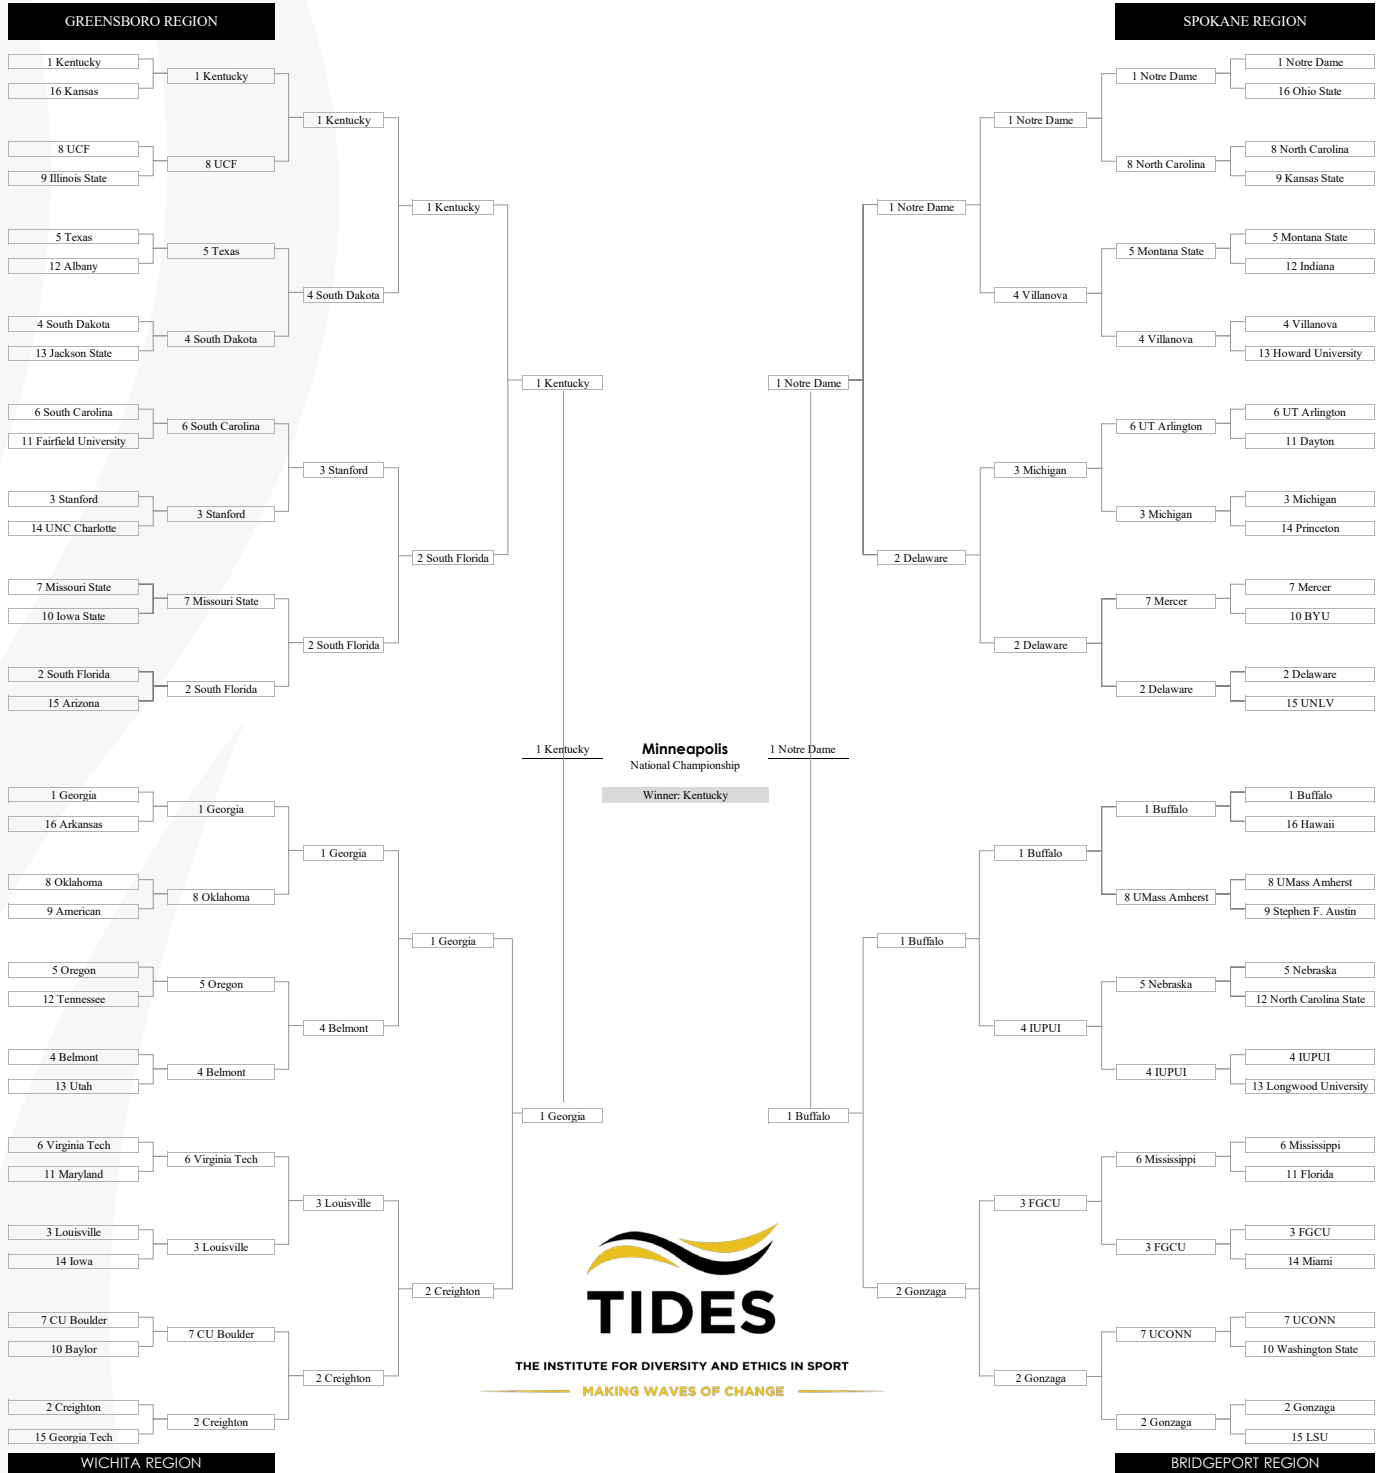 GREENSBORO REGION
1 Kentucky
16 Kansas
8 UCF
9 Illinois State
5 Texas
12 Albany
4 South Dakota
13 Jackson State
6 South Carolina
11 Fairfield University
3 Stanford
14 UNC Charlotte
7 Missouri State
10 Iowa State
2 South Florida
15 Arizona
1 Kentucky
8 UCF
5 Texas
4 South Dakota
6 South Carolina
3 Stanford
7 Missouri State
2 South Florida
1 Kentucky
4 South Dakota
3 Stanford
2 South Florida
1 Kentucky
2 South Florida
1 Kentucky
1 Georgia
16 Arkansas
8 Oklahoma
9 American
5 Oregon
12 Tennessee
4 Belmont
13 Utah
6 Virginia Tech
11 Maryland
3 Louisville
14 Iowa
7 CU Boulder
10 Baylor
2 Creighton
15 Georgia Tech
1 Georgia
8 Oklahoma
5 Oregon
4 Belmont
6 Virginia Tech
3 Louisville
7 CU Boulder
2 Creighton
1 Georgia
4 Belmont
3 Louisville
2 Creighton
1 Georgia
2 Creighton
1 Georgia
WICHITA REGION
1 Kentucky
Minneapolis
National Championship
1 Notre Dame
Winner: Kentucky
SPOKANE REGION
1 Notre Dame
16 Ohio State
8 North Carolina
9 Kansas State
5 Montana State
12 Indiana
4 Villanova
13 Howard University
6 UT Arlington
11 Dayton
3 Michigan
14 Princeton
7 Mercer
10 BYU
2 Delaware
15 UNLV
1 Notre Dame
8 North Carolina
5 Montana State
4 Villanova
6 UT Arlington
3 Michigan
7 Mercer
2 Delaware
1 Notre Dame
4 Villanova
3 Michigan
2 Delaware
1 Notre Dame
2 Delaware
1 Notre Dame
1 Buffalo
16 Hawaii
8 UMass Amherst
9 Stephen F. Austin
5 Nebraska
12 North Carolina State
4 IUPUI
13 Longwood University
6 Mississippi
11 Florida
3 FGCU
14 Miami
7 UCONN
10 Washington State
2 Gonzaga
15 LSU
1 Buffalo
8 UMass Amherst
5 Nebraska
4 IUPUI
6 Mississippi
3 FGCU
7 UCONN
2 Gonzaga
1 Buffalo
4 IUPUI
3 FGCU
2 Gonzaga
1 Buffalo
2 Gonzaga
1 Buffalo
BRIDGEPORT REGION
TIDES
THE INSTITUTE FOR DIVERSITY AND ETHICS IN SPORT
MAKING WAVES OF CHANGE